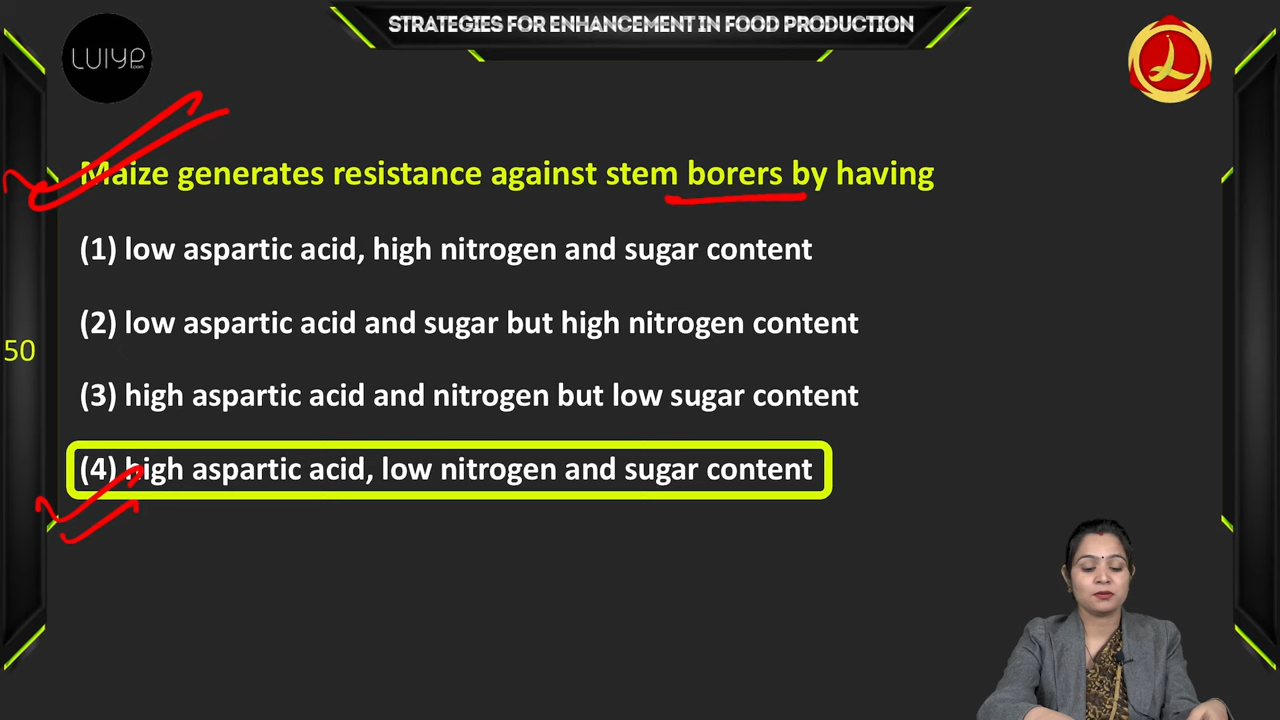 STRATEGIES FOR ENHANCEMENT IN FOOD PRODUCTION
LUIYP
.com
Maize generates resistance against stem borers by having
(1) low aspartic acid, high nitrogen and sugar content
(2) low aspartic acid and sugar but high nitrogen content
50
(3) high aspartic acid and nitrogen but low sugar content
(4) high aspartic acid, low nitrogen and sugar content